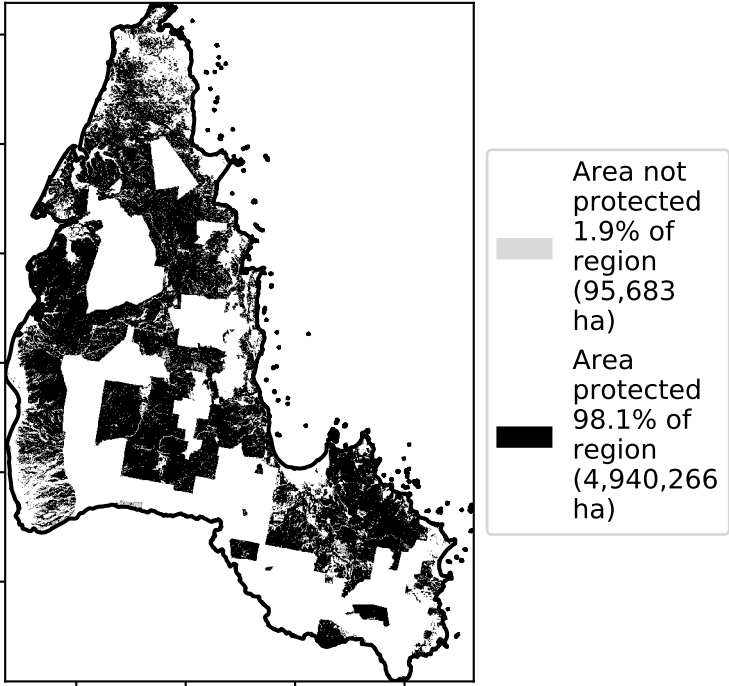 Area not
protected
1.9% of
region
(95,683
ha)
Area
protected
98.1% of
region
(4,940,266
ha)